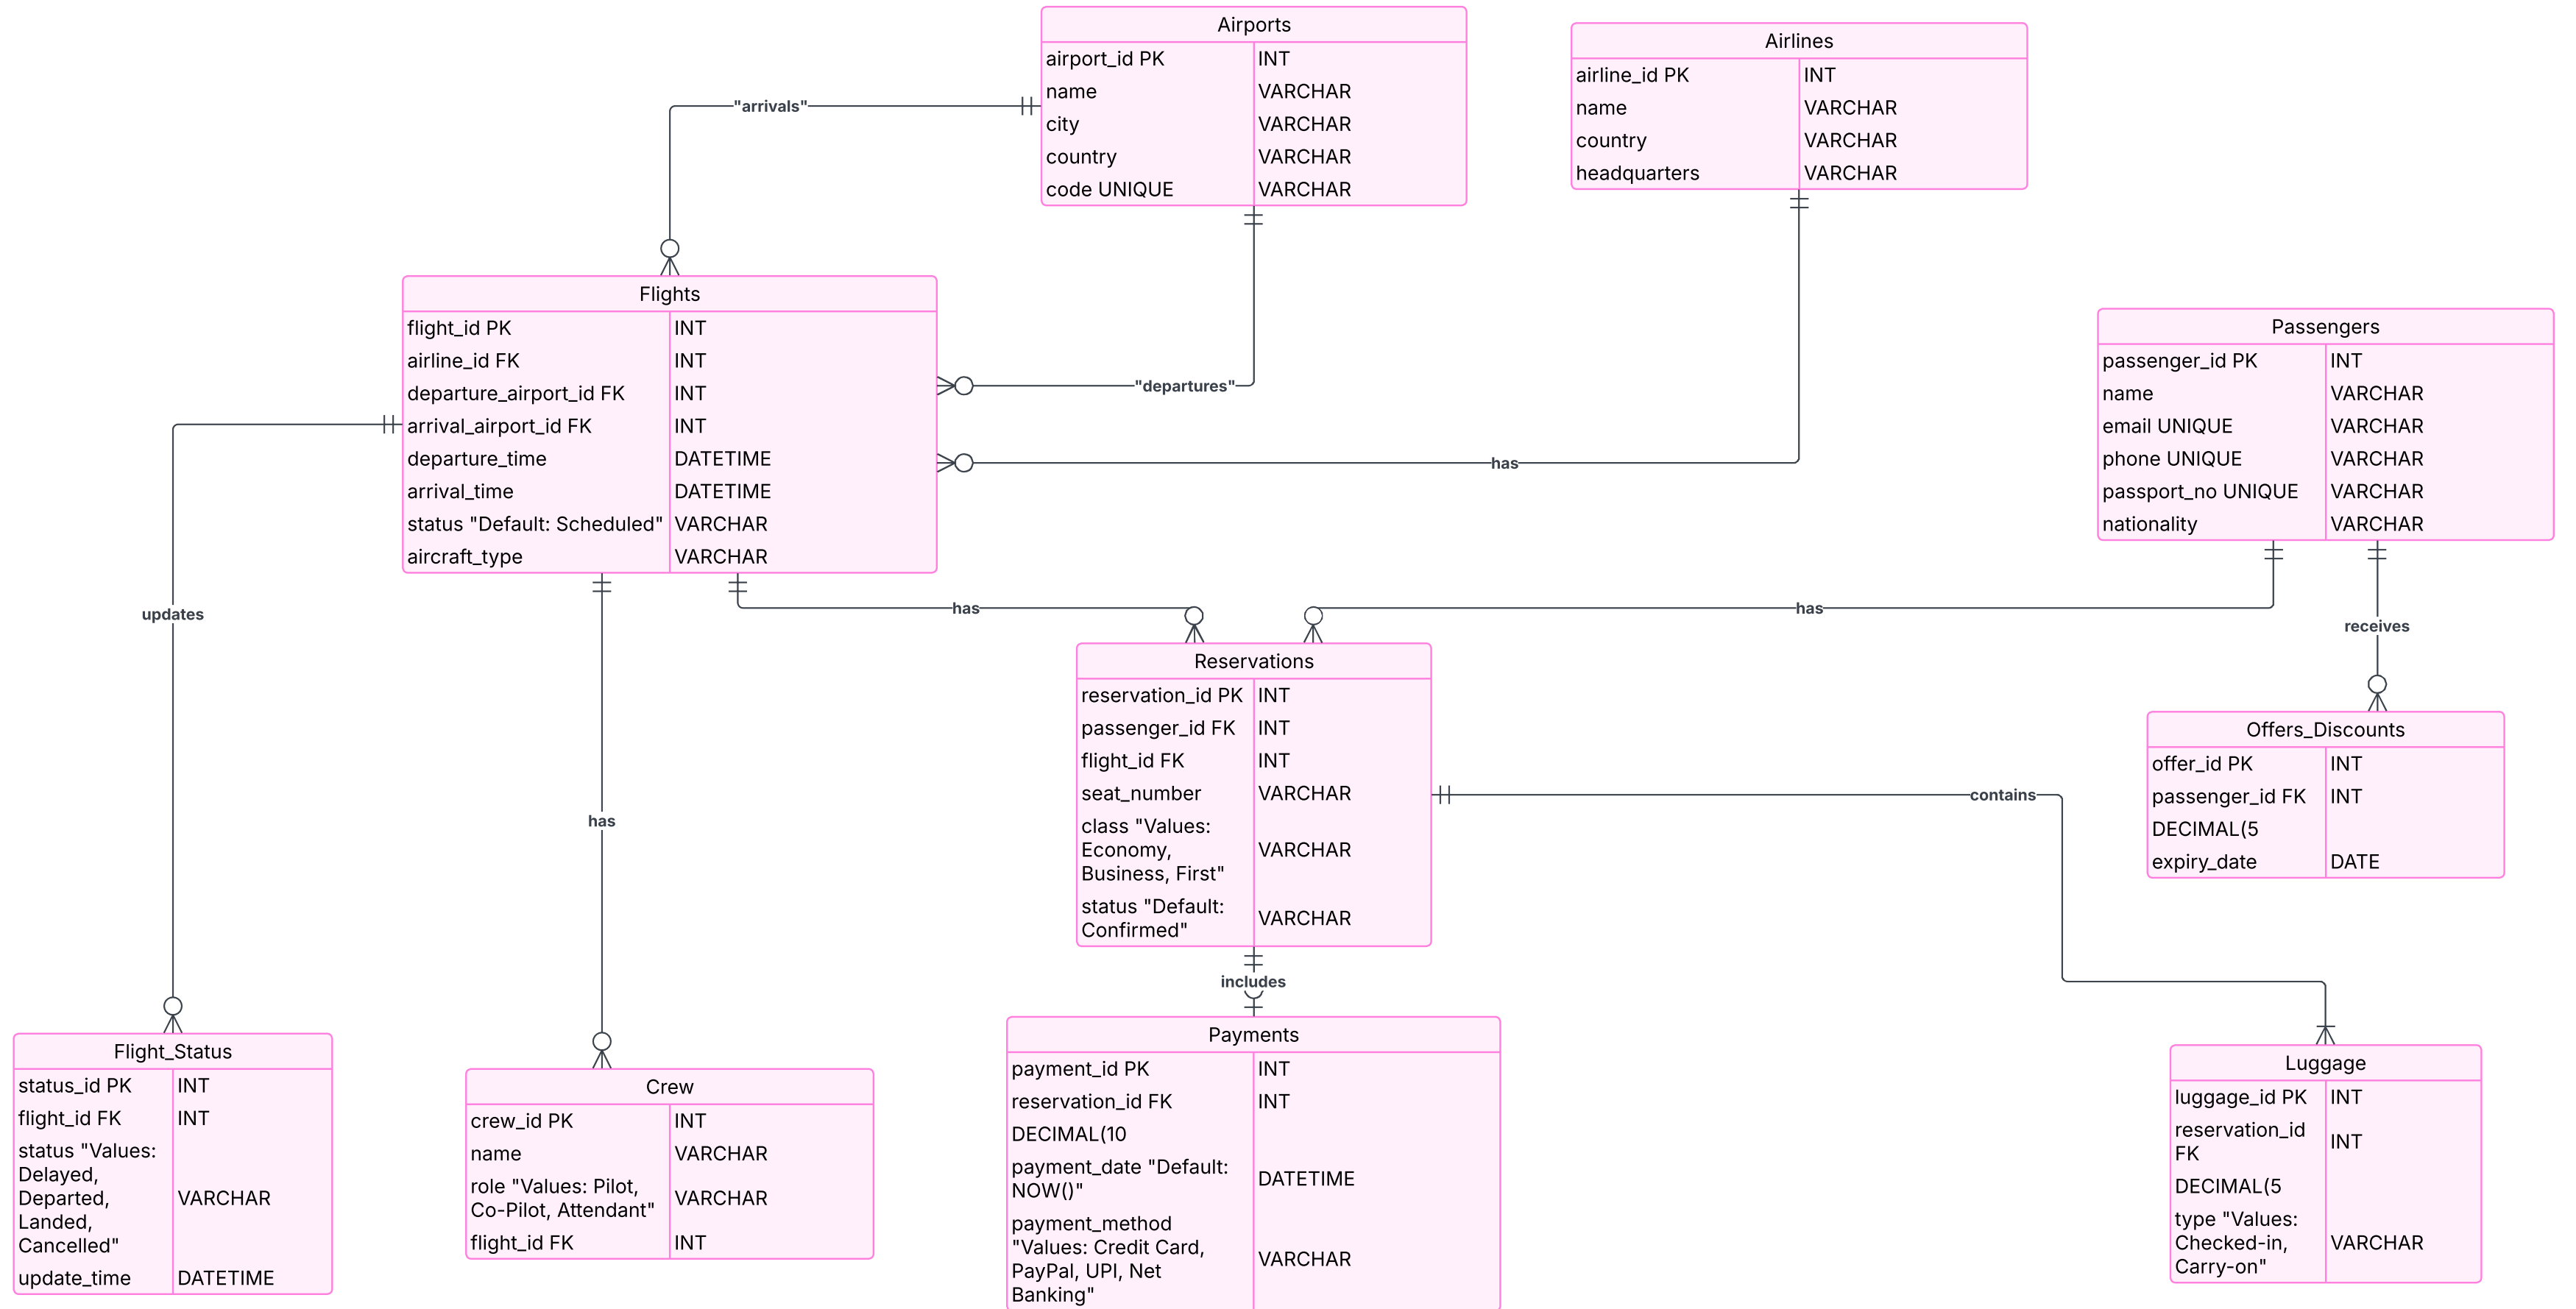 Airports
airport_id PK INT
name VARCHAR
city VARCHAR
country VARCHAR
code UNIQUE VARCHAR
Airlines
airline_id PK INT
name VARCHAR
country VARCHAR
headquarters VARCHAR
"arrivals"
Flights
flight_id PK INT
airline_id FK INT
departure_airport_id FK INT
arrival_airport_id FK INT
departure_time DATETIME
arrival_time DATETIME
status "Default: Scheduled" VARCHAR
aircraft_type VARCHAR
"departures"
has
Passengers
passenger_id PK INT
name VARCHAR
email UNIQUE VARCHAR
phone UNIQUE VARCHAR
passport_no UNIQUE VARCHAR
nationality VARCHAR
updates
has
has
receives
Reservations
reservation_id PK INT
passenger_id FK INT
flight_id FK INT
seat_number VARCHAR
class "Values:
Economy, VARCHAR
Business, First"
status "Default: VARCHAR
Confirmed"
Offers_Discounts
offer_id PK INT
passenger_id FK INT
DECIMAL(5
expiry_date DATE
has
contains
includes
Flight_Status
status_id PK INT
flight_id FK INT
status "Values:
Delayed,
Departed, VARCHAR
Landed,
Cancelled"
update_time DATETIME
Crew
crew_id PK INT
name VARCHAR
role "Values: Pilot, VARCHAR
Co-Pilot, Attendant"
flight_id FK INT
Payments
payment_id PK INT
reservation_id FK INT
DECIMAL(10
payment_date "Default: DATETIME
NOW()"
payment_method
"Values: Credit Card, VARCHAR
PayPal, UPI, Net
Banking"
Luggage
luggage_id PK INT
reservation_id INT
FK
DECIMAL(5
type "Values:
Checked-in, VARCHAR
Carry-on"